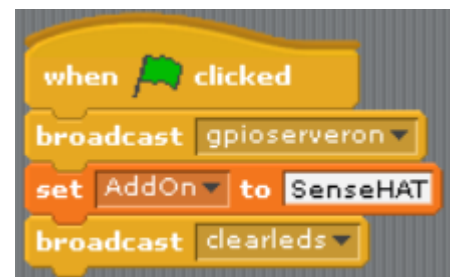 when clicked
broadcast gpioserveron
set AddOn to SenseHAT
broadcast clearleds